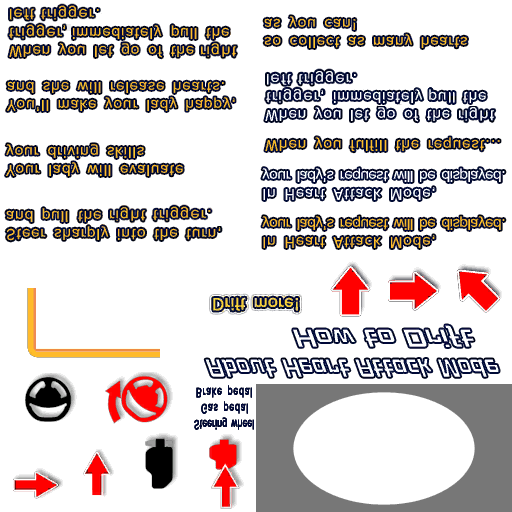 Steering wheel
Gas pedal
Brake pedal
About Heart Attack Mode
How to Drift
Drift more!
Steer sharply into the turn,
and pull the right trigger.
Your lady will evaluate
your driving skills
You'll make your lady happy,
and she will release hearts.
When you let go of the right
trigger, immediately pull the
left trigger.
In Heart Attack Mode,
your lady's request will be displayed.
In Heart Attack Mode,
your lady's request will be displayed.
When you fulfill the request...
When you let go of the right
trigger, immediately pull the
left trigger.
so collect as many hearts
as you can!